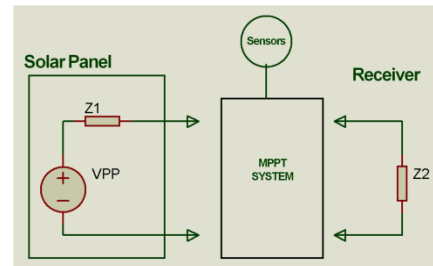 Sensors
Solar Panel
Receiver
Z1
VPP
+
−
MPPT
SYSTEM
Z2